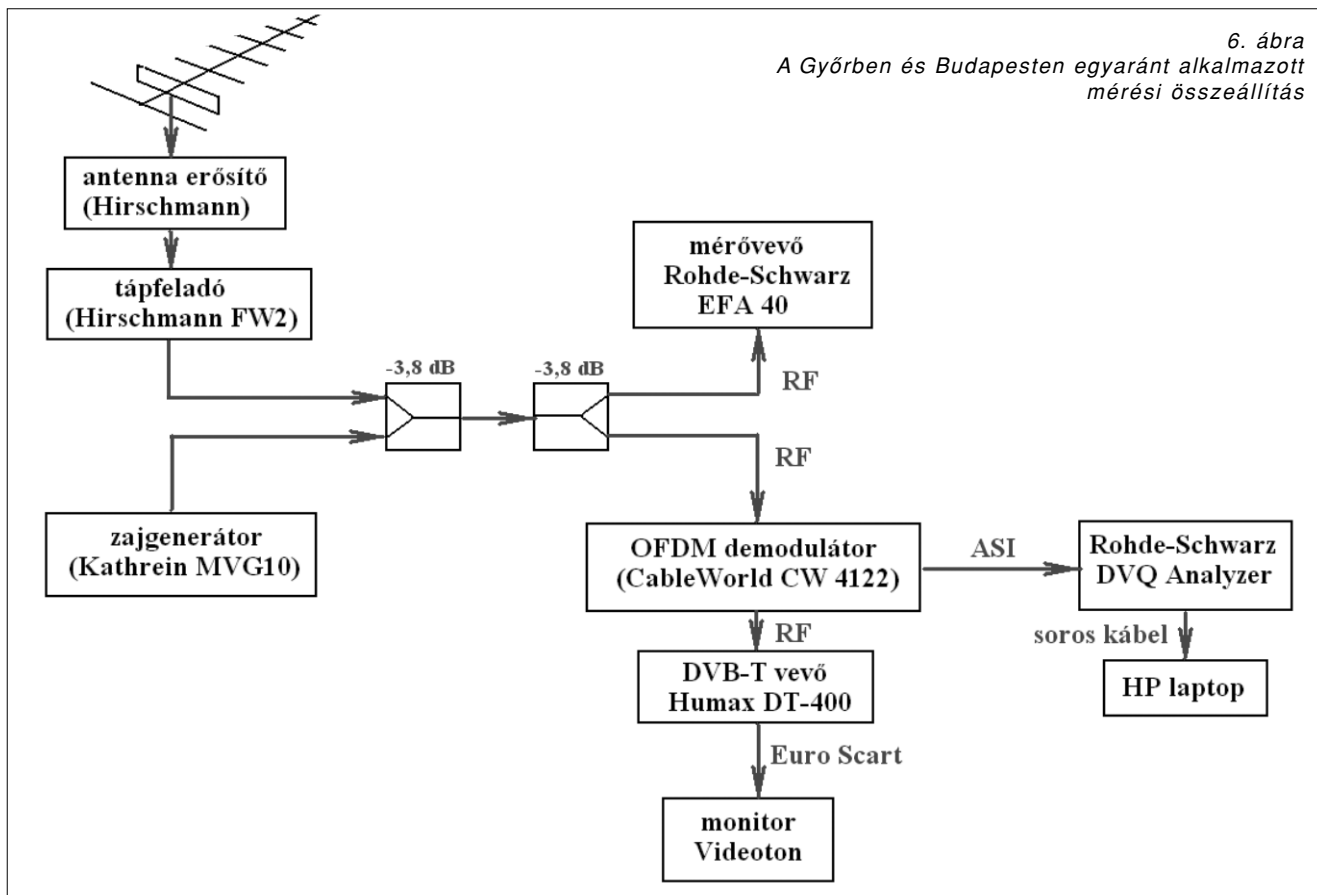 6. ábra
A Győrben és Budapesten egyaránt alkalmazott
mérési összeállítás
antenna erősítő
(Hirschmann)
tápfeladó
(Hirschmann FW2)
mérővevő
Rohde-Schwarz
EFA 40
-3,8 dB
-3,8 dB
RF
RF
zajgenerátor
(Kathrein MVG10)
OFDM demodulátor
(CableWorld CW 4122)
ASI
Rohde-Schwarz
DVQ Analyzer
RF
soros kábel
DVB-T vevő
Humax DT-400
HP laptop
Euro Scart
monitor
Videoton